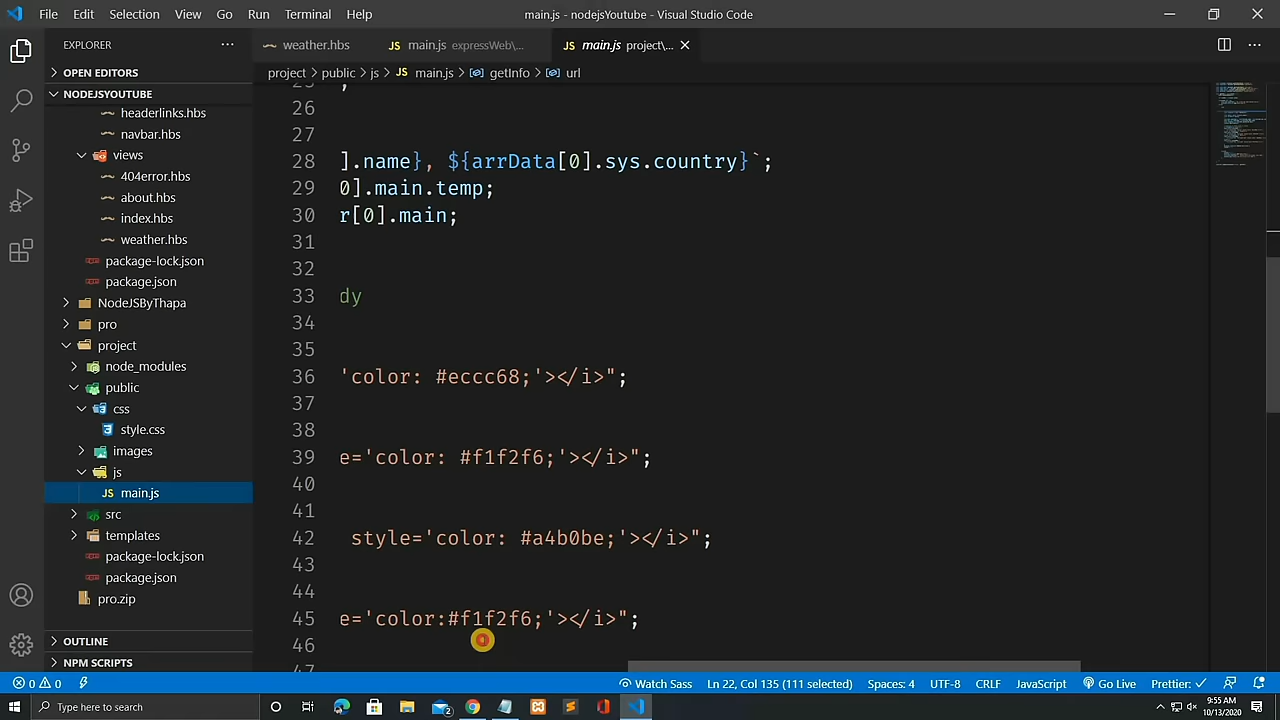 File Edit Selection View Go Run Terminal Help main.js - nodejsYoutube - Visual Studio Code
EXPLORER
weather.hbs
main.js expressWeb\...
main.js project\...
OPEN EDITORS
project > public > js > JS main.js > getInfo > url
NODEJSYOUTUBE
headerlinks.hbs
navbar.hbs
views
404error.hbs
about.hbs
index.hbs
weather.hbs
package-lock.json
package.json
NodeJSByThapa
pro
project
node_modules
public
css
style.css
images
js
JS main.js
src
templates
package-lock.json
package.json
pro.zip
OUTLINE
NPM SCRIPTS
25 ;
26
27
28 ].name}, ${arrData[0].sys.country}`;
29 0].main.temp;
30 r[0].main;
31
32
33 dy
34
35
36 'color: #eccc68;'></i>";
37
38
39 e='color: #f1f2f6;'></i>";
40
41
42 style='color: #a4b0be;'></i>";
43
44
45 e='color:#f1f2f6;'></i>";
46
47
0 0 Watch Sass Ln 22, Col 135 (111 selected) Spaces: 4 UTF-8 CRLF JavaScript Go Live Prettier: ✓
Type here to search
2
9:55 AM
10/13/2020